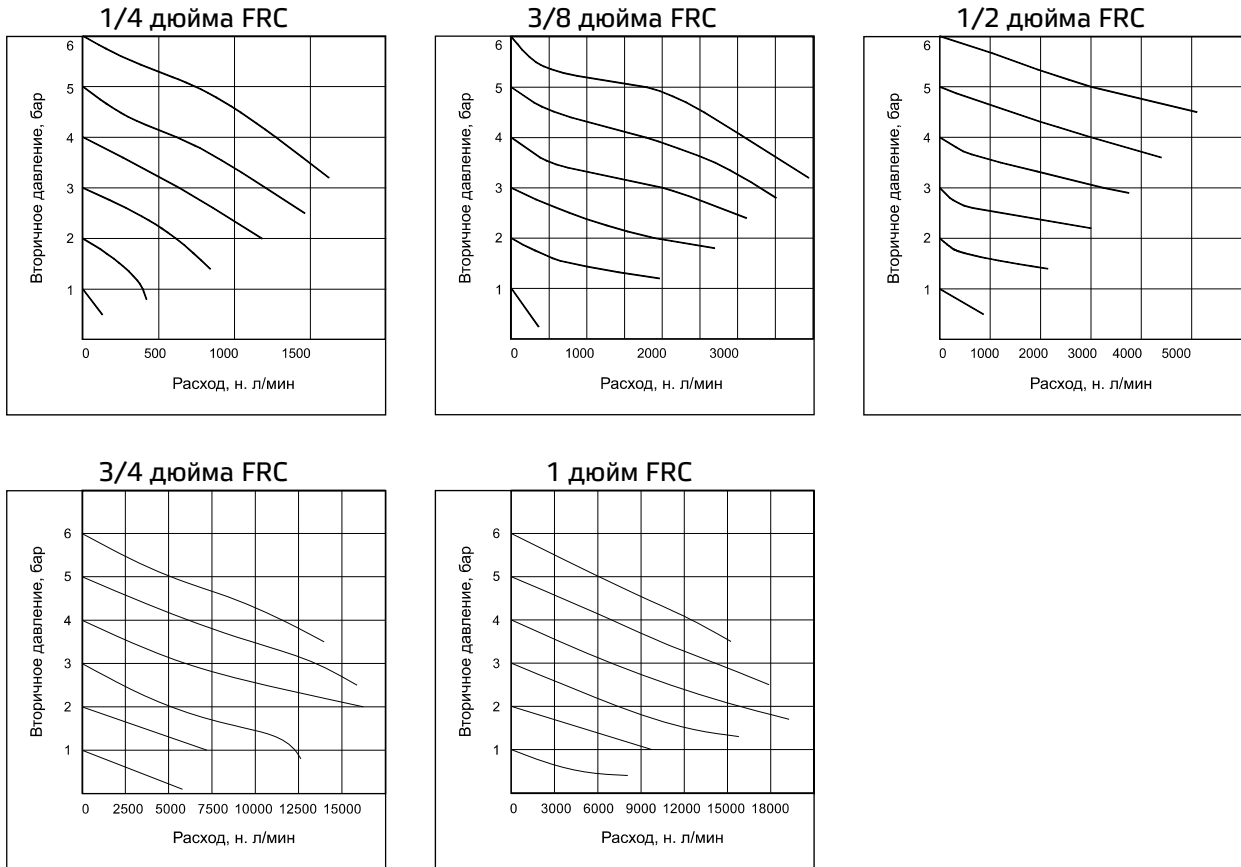 1/4 дюйма FRC
6
5
4
3
2
1
Вторичное давление, бар
0 500 1000 1500
Расход, н. л/мин
3/8 дюйма FRC
6
5
4
3
2
1
Вторичное давление, бар
0 1000 2000 3000
Расход, н. л/мин
1/2 дюйма FRC
6
5
4
3
2
1
Вторичное давление, бар
0 1000 2000 3000 4000 5000
Расход, н. л/мин
3/4 дюйма FRC
6
5
4
3
2
1
Вторичное давление, бар
0 2500 5000 7500 10000 12500 15000
Расход, н. л/мин
1 дюйм FRC
6
5
4
3
2
1
Вторичное давление, бар
0 3000 6000 9000 12000 15000 18000
Расход, н. л/мин